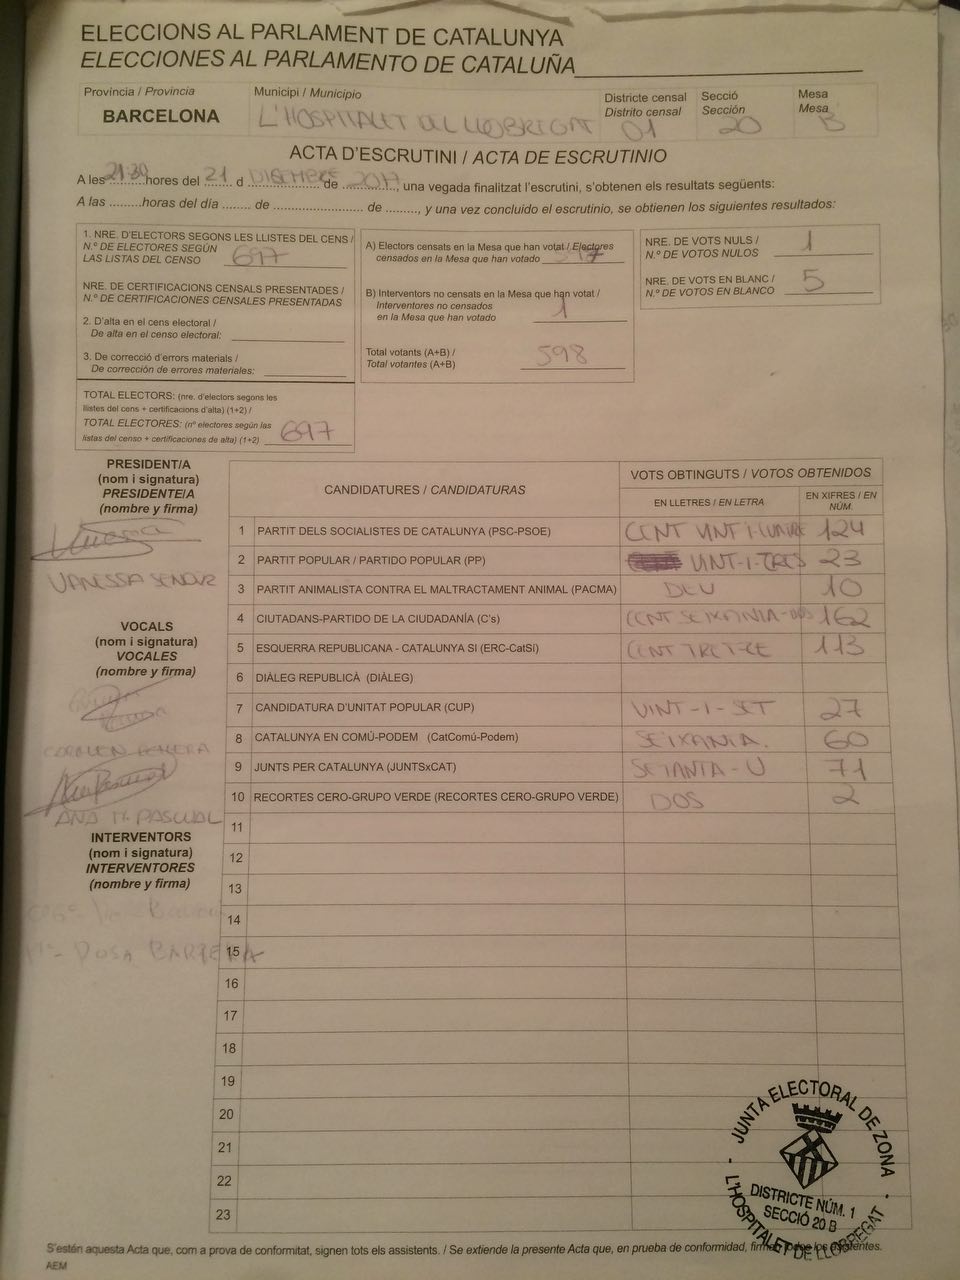 ELECCIONS AL PARLAMENT DE CATALUNYA
ELECCIONES AL PARLAMENTO DE CATALUÑA
Província / Provincia
BARCELONA
Municipi / Municipio
L'HOSPITALET DE LLOBREGAT
Districte censal
Distrito censal
01
Secció
Sección
20
Mesa
Mesa
B
ACTA D'ESCRUTINI / ACTA DE ESCRUTINIO
A les 21:30 hores del 21 d DICIEMBRE de 2017, una vegada finalitzat l'escrutini, s'obtenen els resultats següents:
A las .........horas del día ........ de ........................ de ........., y una vez concluido el escrutinio, se obtienen los siguientes resultados:
1. NRE. D'ELECTORS SEGONS LES LLISTES DEL CENS /
N.º DE ELECTORES SEGÚN
LAS LISTAS DEL CENSO 697
NRE. DE CERTIFICACIONS CENSALS PRESENTADES /
N.º DE CERTIFICACIONES CENSALES PRESENTADAS
2. D'alta en el cens electoral /
De alta en el censo electoral:
3. De correcció d'errors materials /
De corrección de errores materiales:
TOTAL ELECTORS: (nre. d'electors segons les
llistes del cens + certificacions d'alta) (1+2) /
TOTAL ELECTORES: (nº electores según las
listas del censo + certificaciones de alta) (1+2) 697
A) Electors censats en la Mesa que han votat / Electores
censados en la Mesa que han votado 597
B) Interventors no censats en la Mesa que han votat /
Interventores no censados
en la Mesa que han votado 1
Total votants (A+B) /
Total votantes (A+B) 598
NRE. DE VOTS NULS /
N.º DE VOTOS NULOS 1
NRE. DE VOTS EN BLANC /
N.º DE VOTOS EN BLANCO 5
PRESIDENT/A
(nom i signatura)
PRESIDENTE/A
(nombre y firma)
VANESSA
VOCALS
(nom i signatura)
VOCALES
(nombre y firma)
CARMEN
ANA Mª PASCUAL
INTERVENTORS
(nom i signatura)
INTERVENTORES
(nombre y firma)
Mª ROSA BARRERA
CANDIDATURES / CANDIDATURAS
VOTS OBTINGUTS / VOTOS OBTENIDOS
EN LLETRES / EN LETRA
EN XIFRES / EN NÚM.
1 PARTIT DELS SOCIALISTES DE CATALUNYA (PSC-PSOE) CENT VINT-I-QUATRE 124
2 PARTIT POPULAR / PARTIDO POPULAR (PP) VINT-I-TRES 23
3 PARTIT ANIMALISTA CONTRA EL MALTRACTAMENT ANIMAL (PACMA) DEU 10
4 CIUTADANS-PARTIDO DE LA CIUDADANÍA (C's) CENT SEIXANTA-DOS 162
5 ESQUERRA REPUBLICANA - CATALUNYA SI (ERC-CatSI) CENT TRETZE 113
6 DIÀLEG REPUBLICÀ (DIÀLEG)
7 CANDIDATURA D'UNITAT POPULAR (CUP) VINT-I-SET 27
8 CATALUNYA EN COMÚ-PODEM (CatComú-Podem) SEIXANTA. 60
9 JUNTS PER CATALUNYA (JUNTSxCAT) SETANTA-U 71
10 RECORTES CERO-GRUPO VERDE (RECORTES CERO-GRUPO VERDE) DOS 2
11
12
13
14
15
16
17
18
19
20
21
22
23
JUNTA ELECTORAL DE ZONA
DISTRICTE NÚM. 1
SECCIÓ 20 B
L'HOSPITALET DE LLOBREGAT
S'estén aquesta Acta que, com a prova de conformitat, signen tots els assistents. / Se extiende la presente Acta que, en prueba de conformidad, firman todos los asistentes.
AEM